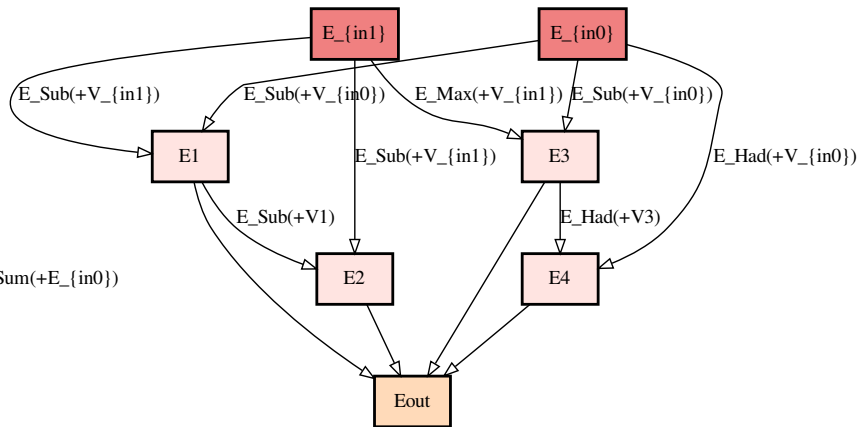 E_{in1}
E_{in0}
E_Sub(+V_{in1})
E_Sub(+V_{in0})
E_Max(+V_{in1})
E_Sub(+V_{in0})
E1
E_Sub(+V_{in1})
E3
E_Had(+V_{in0})
E_Sub(+V1)
E_Had(+V3)
Sum(+E_{in0})
E2
E4
Eout